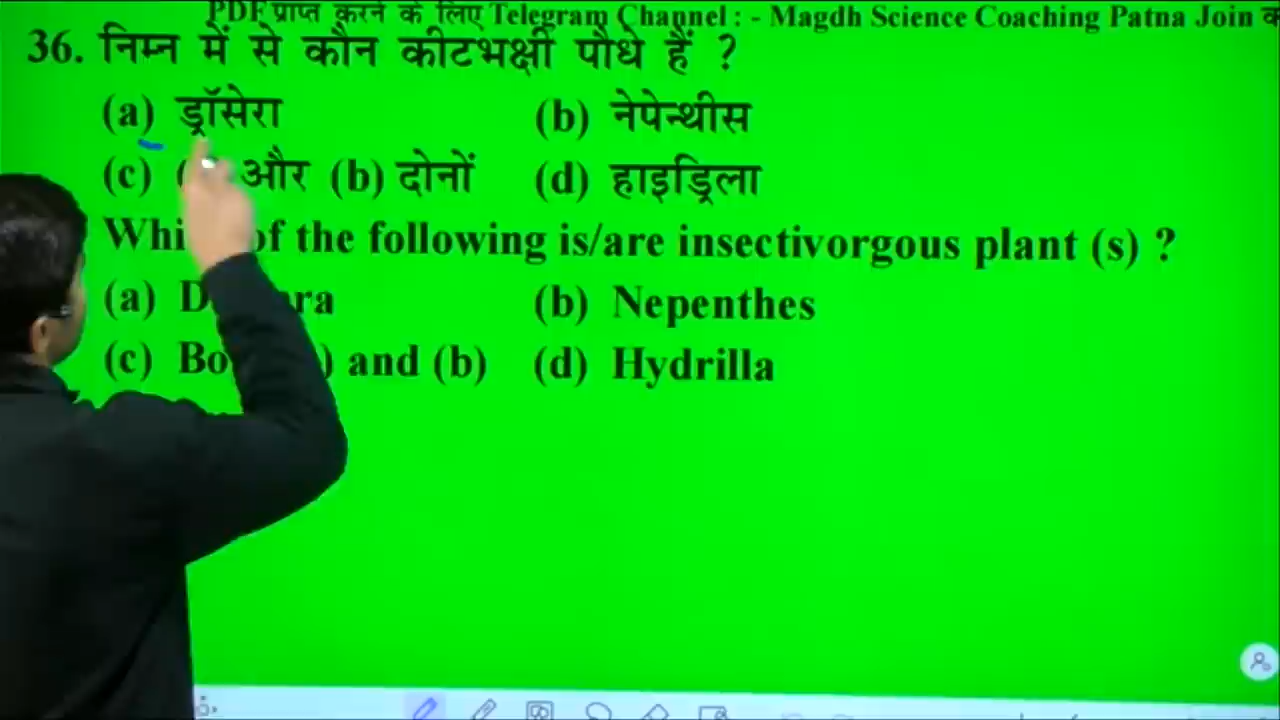 PDF प्राप्त करने के लिए Telegram Channel : - Magdh Science Coaching Patna Join
36. निम्न में से कौन कीटभक्षी पौधे हैं ?
(a) ड्रॉसेरा (b) नेपेन्थीस
(c) और (b) दोनों (d) हाइड्रिला
of the following is/are insectivorgous plant (s) ?
(a) (b) Nepenthes
(c) and (b) (d) Hydrilla